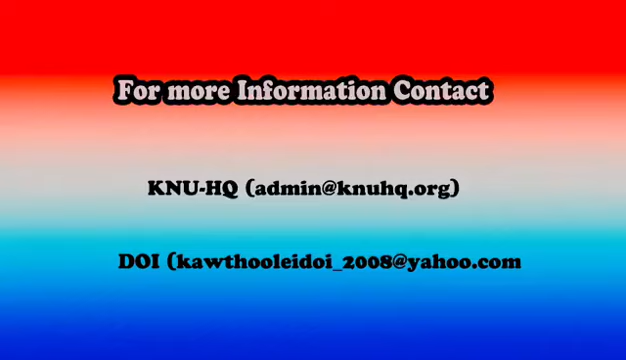 For more Information Contact
KNU-HQ (admin@knuhq.org)
DOI (kawthooleidoi_2008@yahoo.com